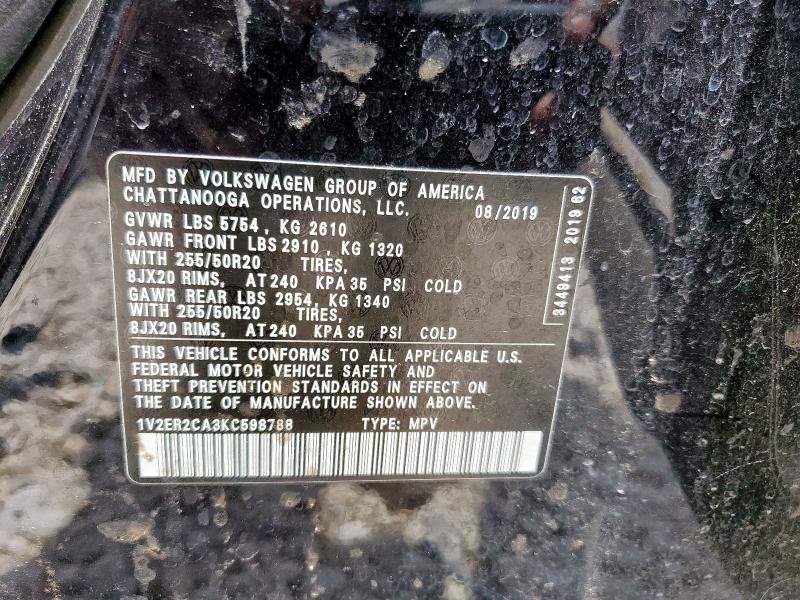 MFD BY VOLKSWAGEN GROUP OF AMERICA
CHATTANOOGA OPERATIONS, LLC. 08/2019
GVWR LBS 5754 , KG 2610
GAWR FRONT LBS 2910 , KG 1320
WITH 255/50R20 TIRES,
8JX20 RIMS, AT 240 KPA 35 PSI COLD
GAWR REAR LBS 2954, KG 1340
WITH 255/50R20 TIRES,
8JX20 RIMS, AT 240 KPA 35 PSI COLD
THIS VEHICLE CONFORMS TO ALL APPLICABLE U.S.
FEDERAL MOTOR VEHICLE SAFETY AND
THEFT PREVENTION STANDARDS IN EFFECT ON
THE DATE OF MANUFACTURE SHOWN ABOVE.
1V2ER2CA3KC598788 TYPE: MPV
3449413 2019 62